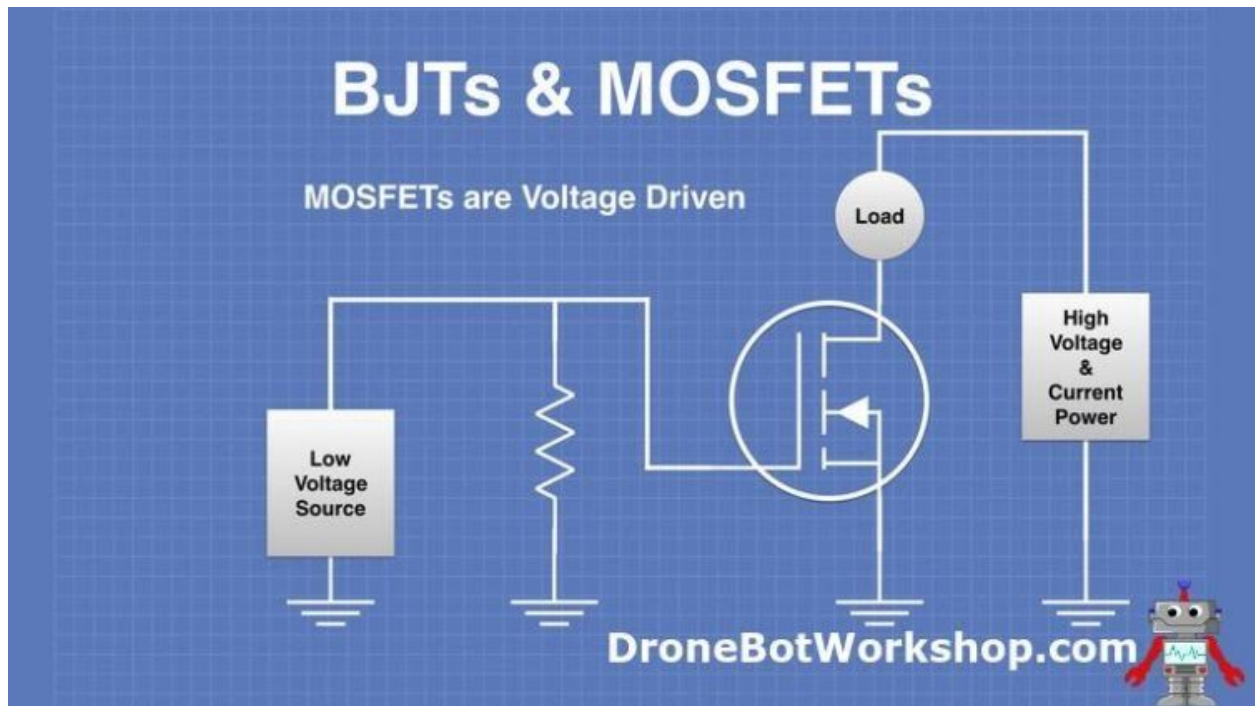 BJTs & MOSFETs
MOSFETs are Voltage Driven
Load
High
Voltage
&
Current
Power
Low
Voltage
Source
DroneBotWorkshop.com